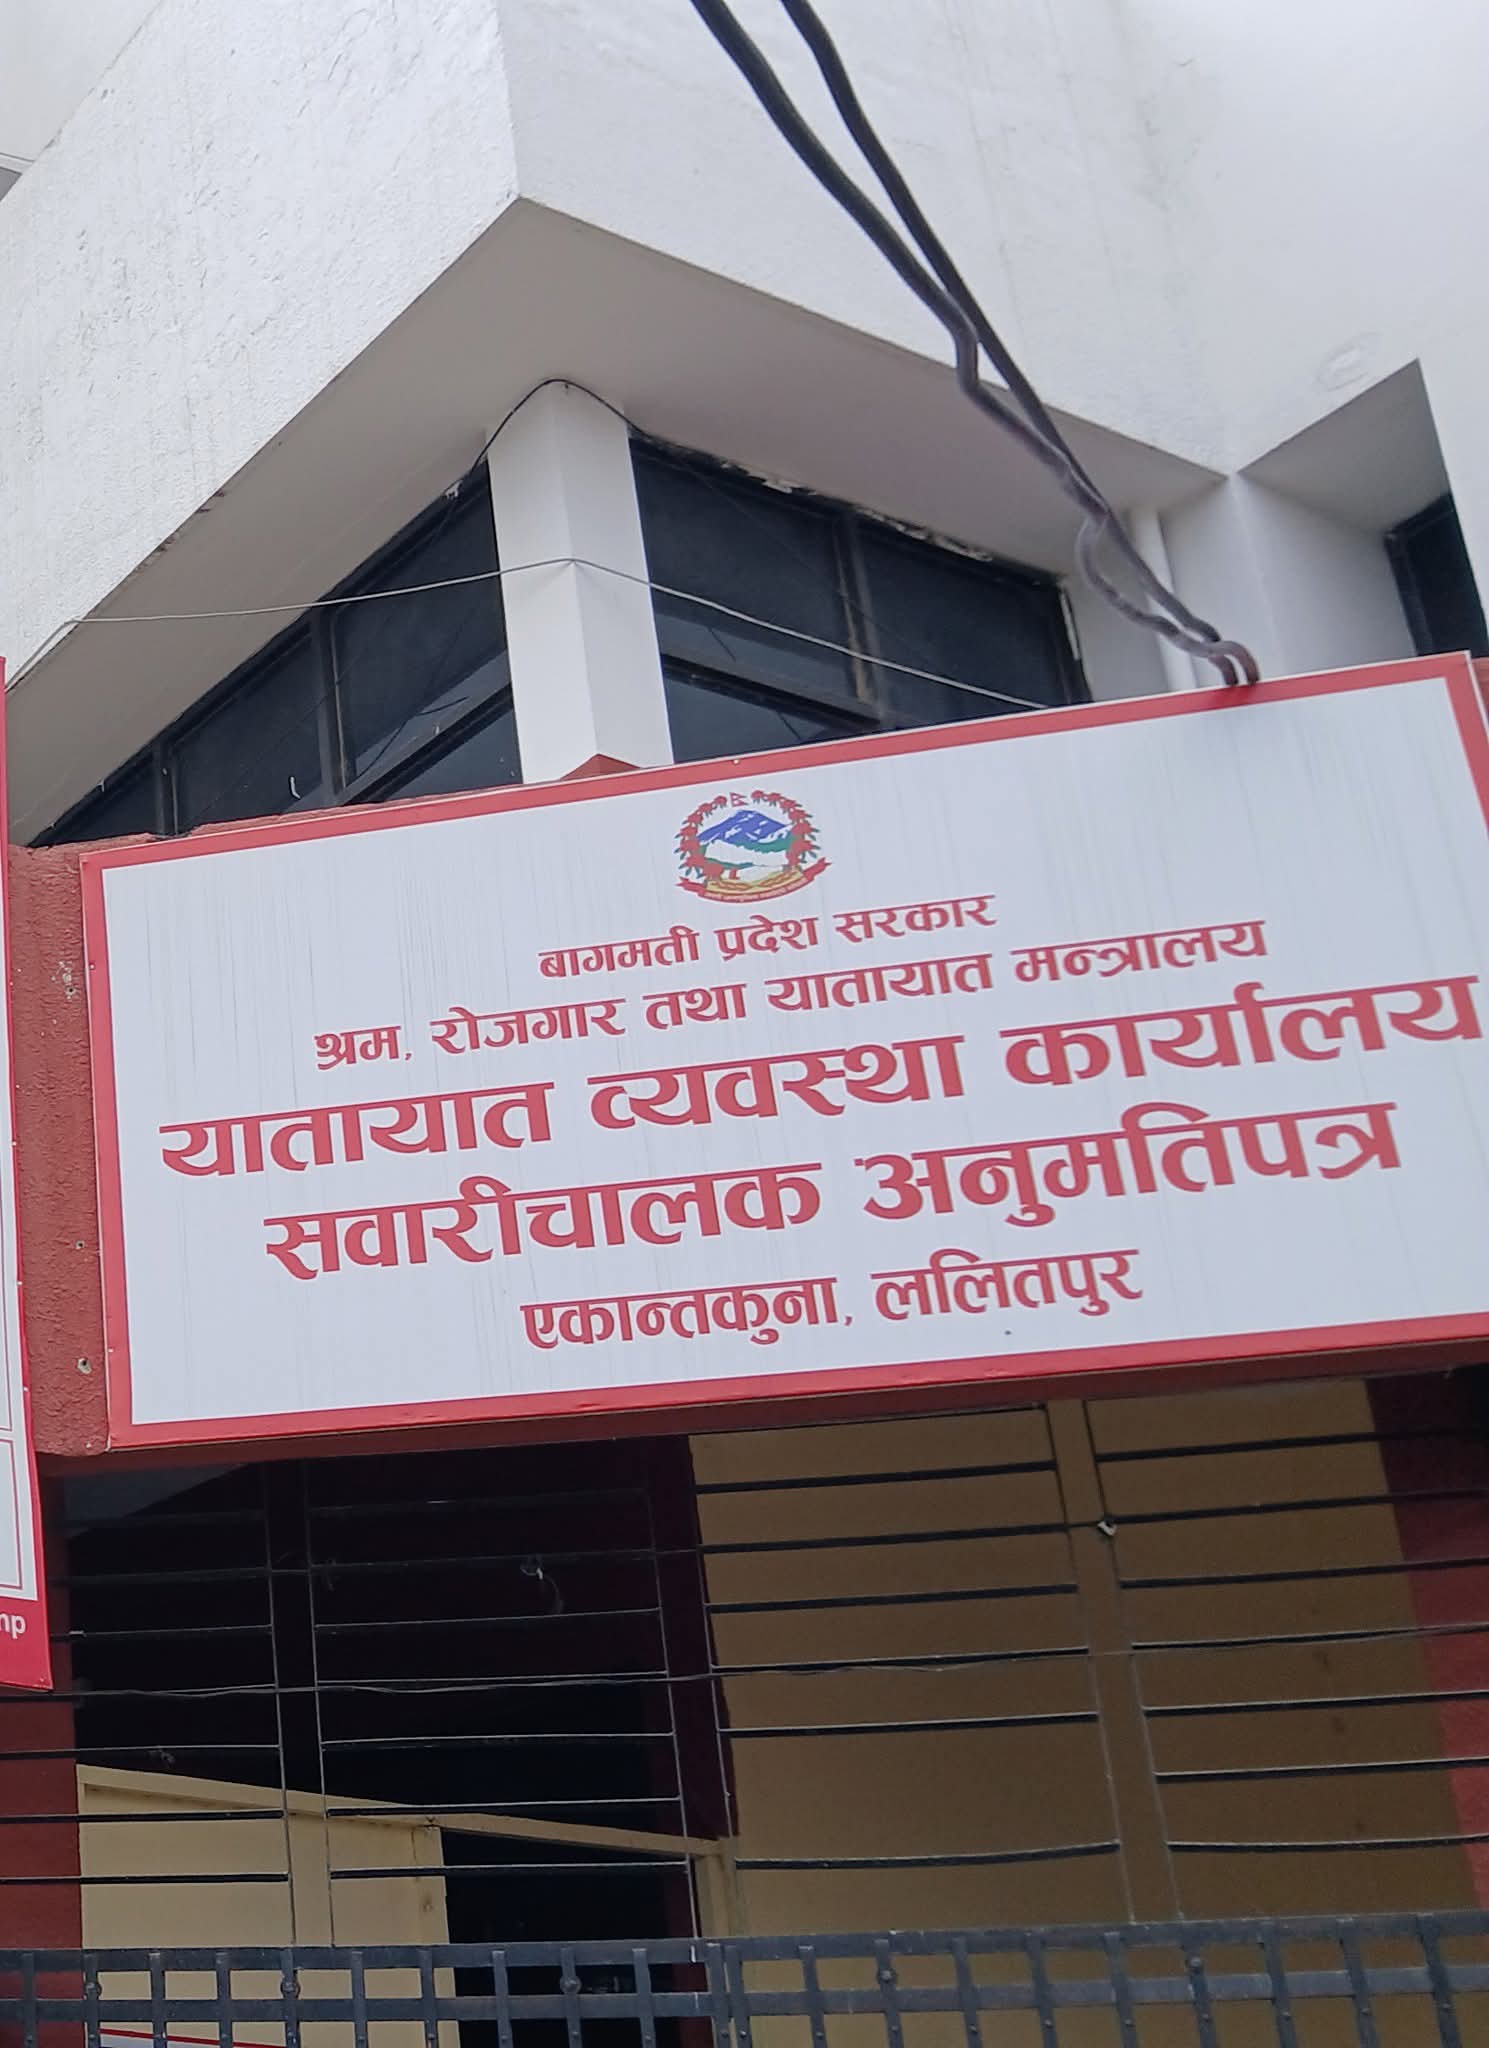 बागमती प्रदेश सरकार
श्रम, रोजगार तथा यातायात मन्त्रालय
यातायात व्यवस्था कार्यालय
सवारीचालक अनुमतिपत्र
एकान्तकुना, ललितपुर
np